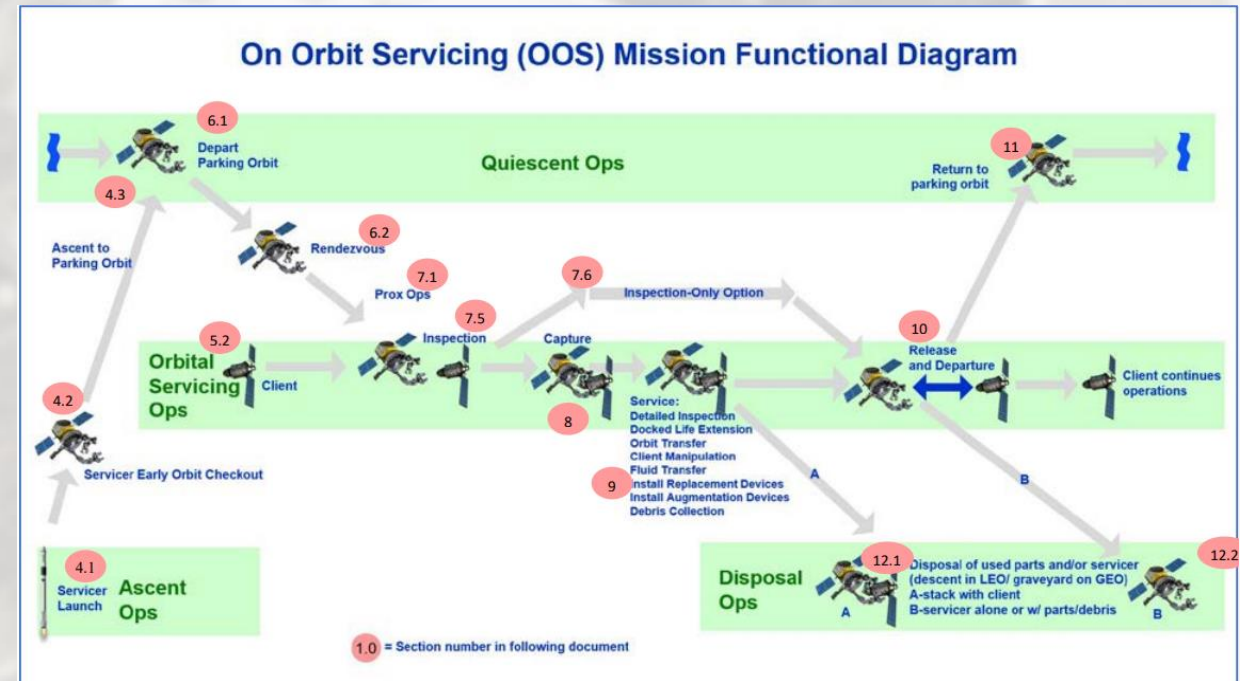 On Orbit Servicing (OOS) Mission Functional Diagram
6.1
Depart
Parking Orbit
Quiescent Ops
11
Return to
parking orbit
4.3
Ascent to
Parking Orbit
6.2
Rendezvous
7.1
Prox Ops
7.6
Inspection-Only Option
7.5
Inspection
Capture
10
Release
and Departure
5.2
Orbital
Servicing
Ops
Client
Client continues
operations
4.2
Servicer Early Orbit Checkout
8
Service:
Detailed Inspection
Docked Life Extension
Orbit Transfer
Client Manipulation
Fluid Transfer
9
Install Replacement Devices
Install Augmentation Devices
Debris Collection
A
B
4.1
Servicer
Launch
Ascent
Ops
Disposal
Ops
12.1
A
Disposal of used parts and/or servicer
(descent in LEO/ graveyard on GEO)
A-stack with client
B-servicer alone or w/ parts/debris
12.2
B
1.0 = Section number in following document